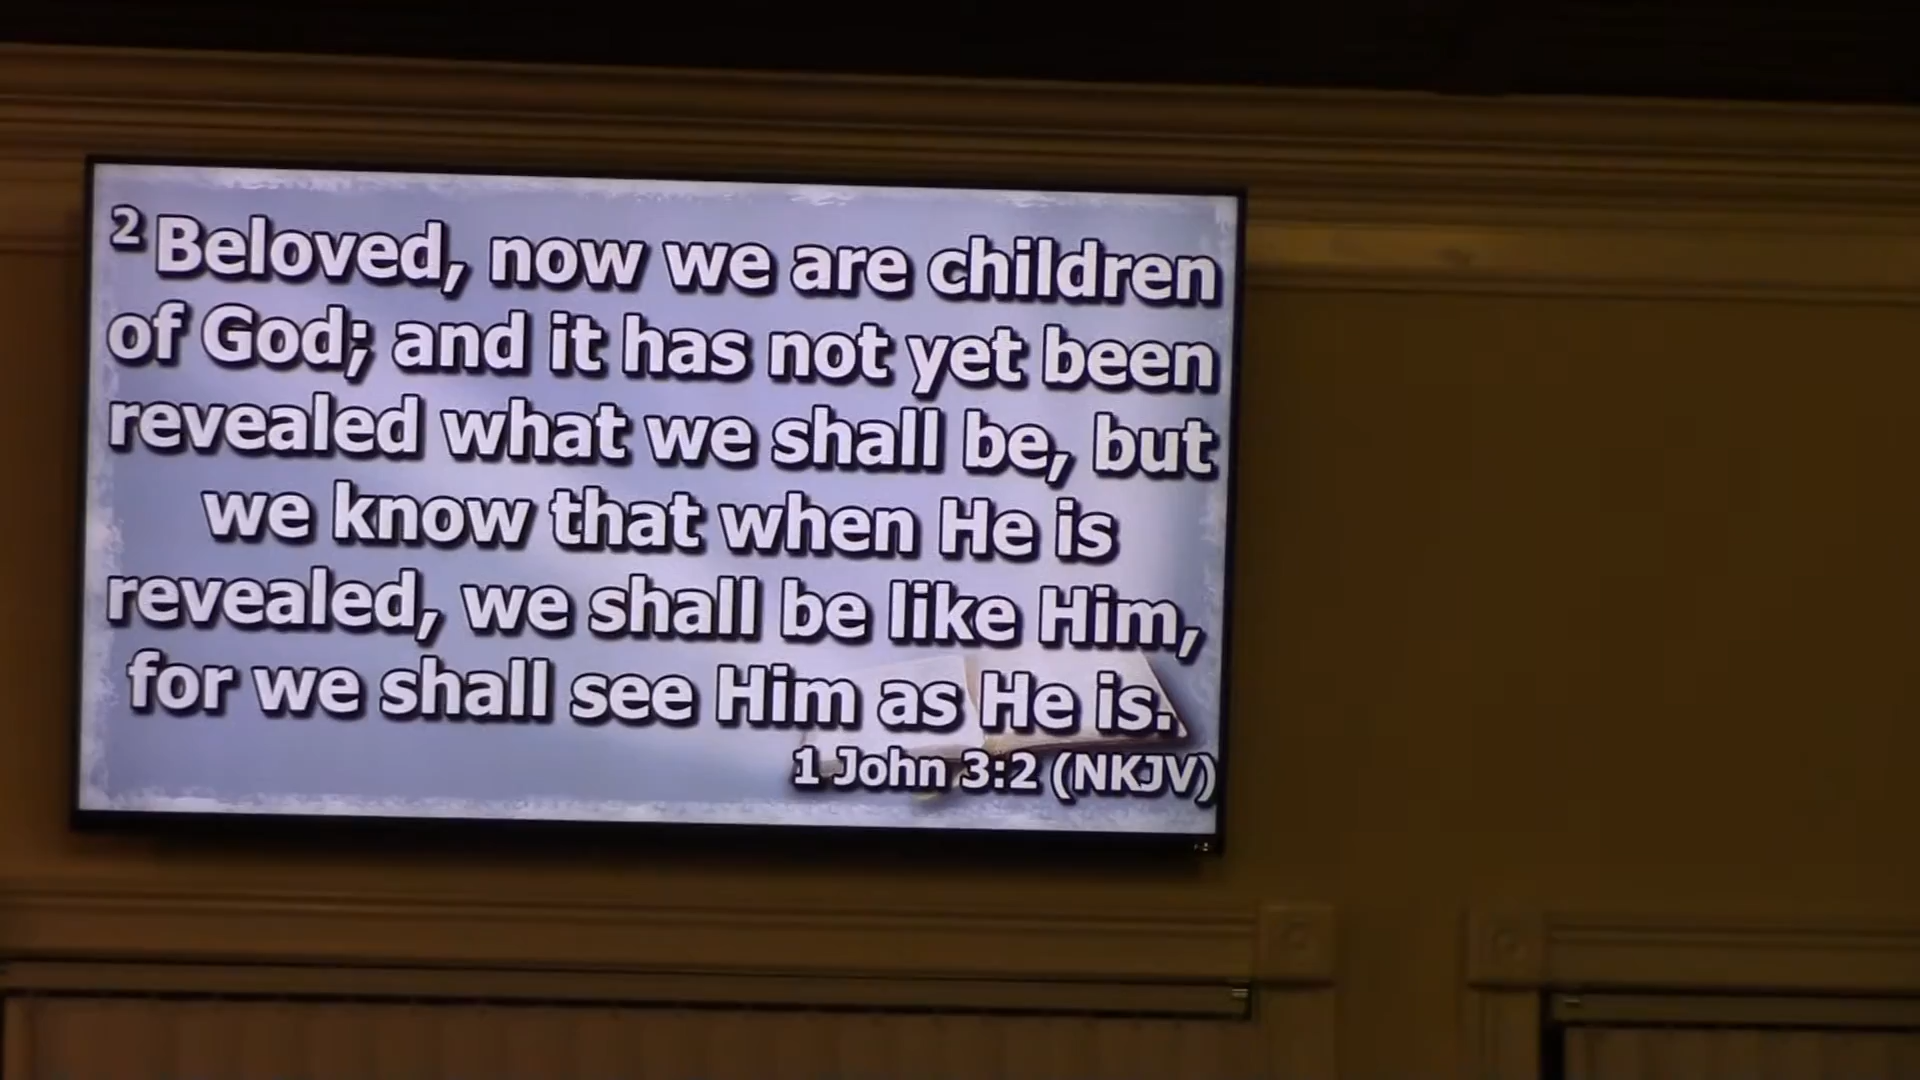 2 Beloved, now we are children
of God; and it has not yet been
revealed what we shall be, but
we know that when He is
revealed, we shall be like Him,
for we shall see Him as He is.
1 John 3:2 (NKJV)